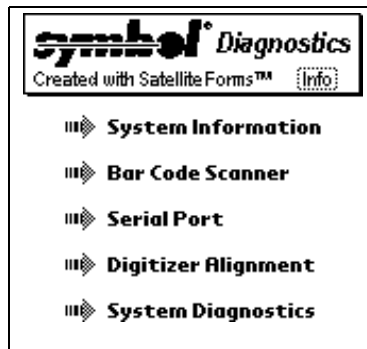 symbol® Diagnostics
Created with Satellite Forms™ Info
System Information
Bar Code Scanner
Serial Port
Digitizer Alignment
System Diagnostics